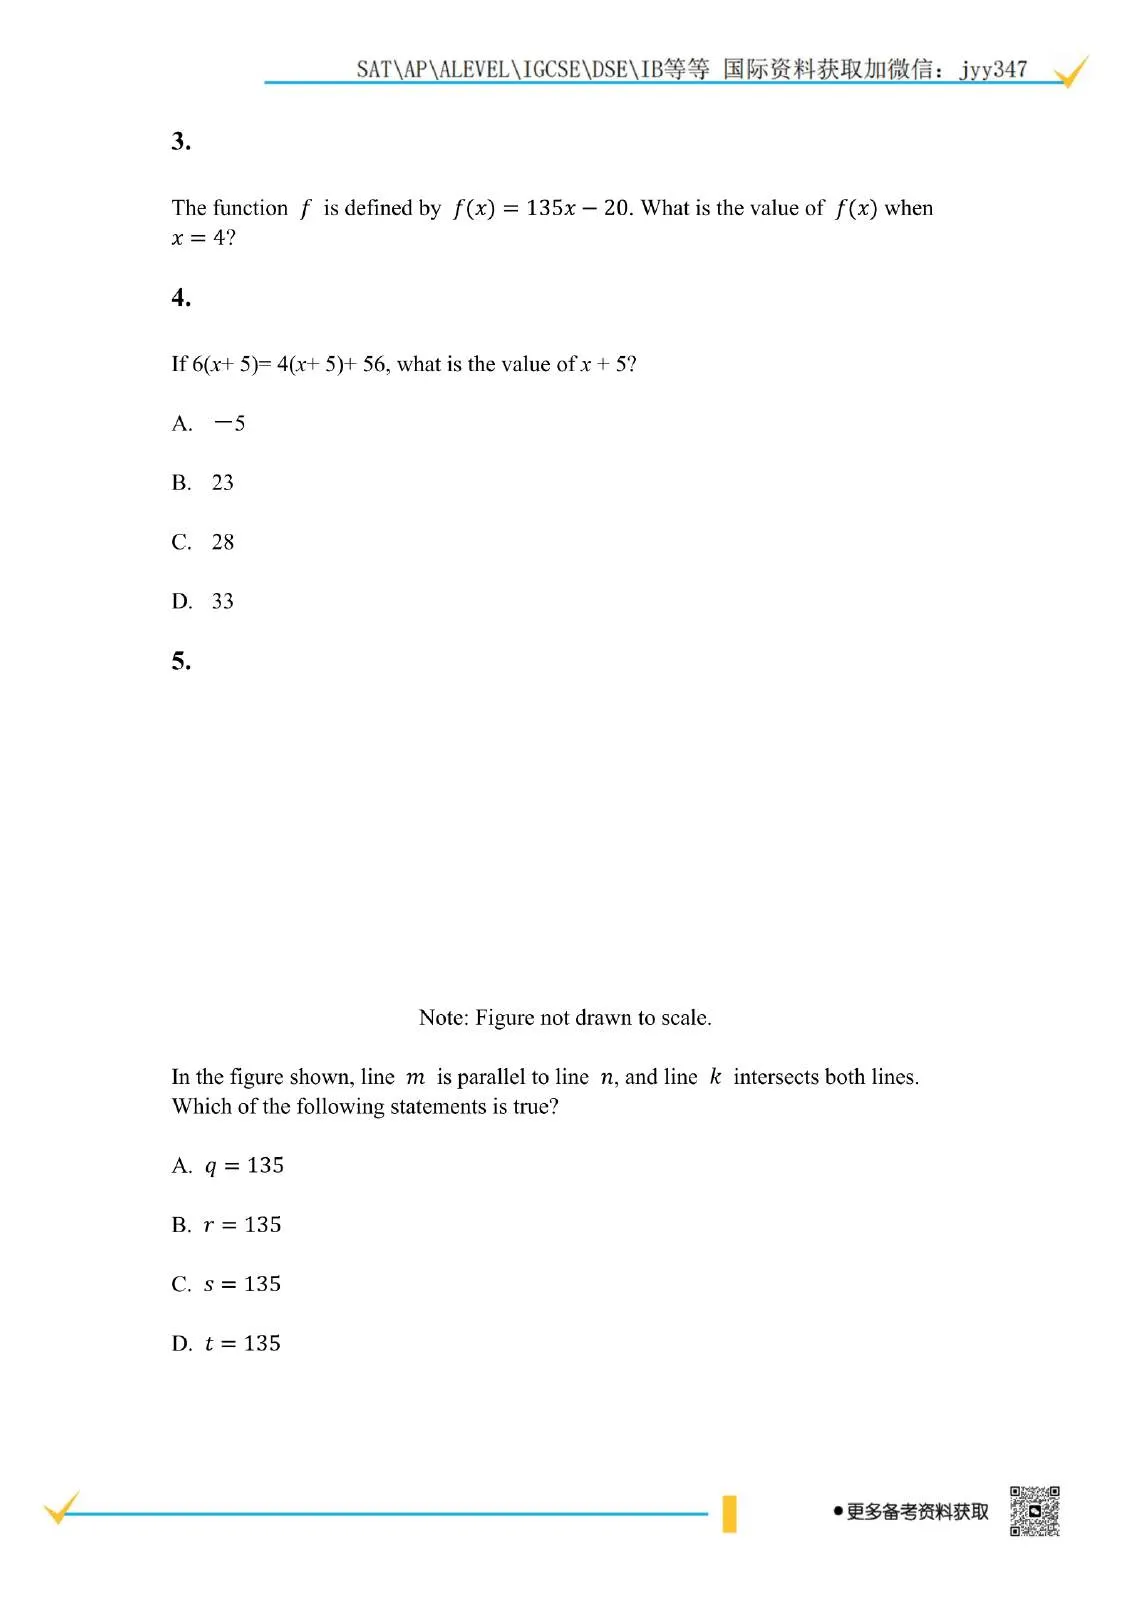 SAT\AP\ALEVEL\IGCSE\DSE\IB等等 国际资料获取加微信：jyy347
3.
The function f is defined by f(x) = 135x − 20. What is the value of f(x) when
x = 4?
4.
If 6(x+ 5)= 4(x+ 5)+ 56, what is the value of x + 5?
A. −5
B. 23
C. 28
D. 33
5.
Note: Figure not drawn to scale.
In the figure shown, line m is parallel to line n, and line k intersects both lines.
Which of the following statements is true?
A. q = 135
B. r = 135
C. s = 135
D. t = 135
●更多备考资料获取